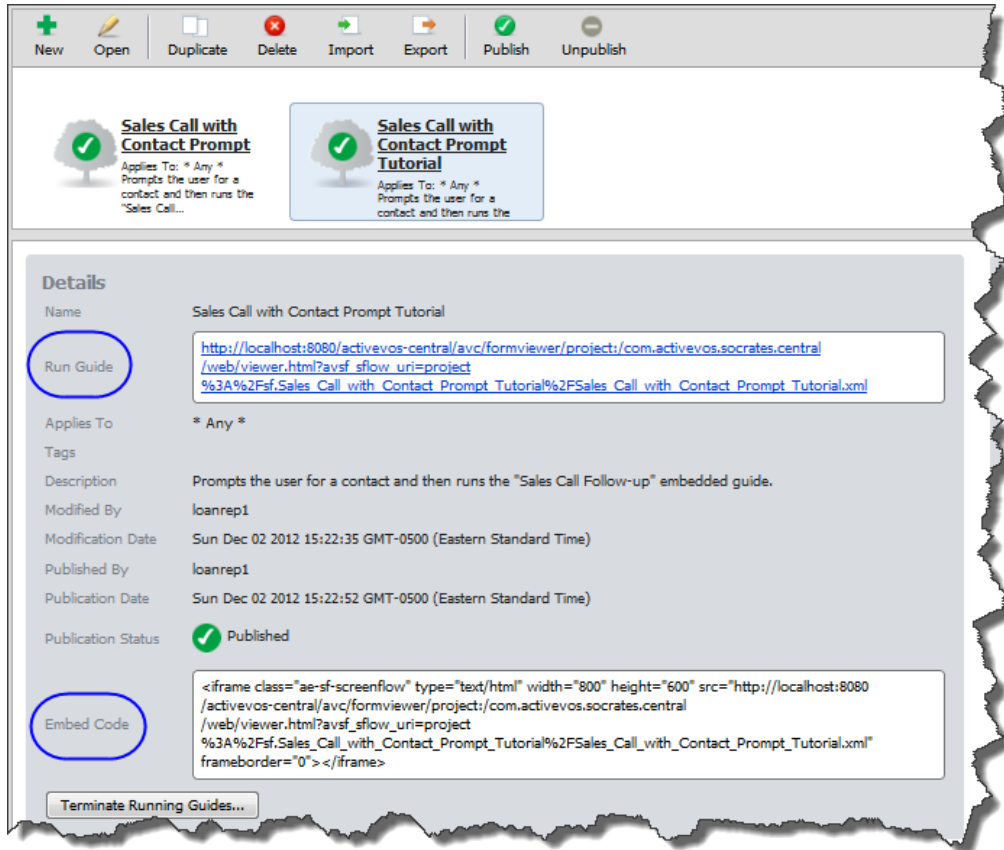 New Open Duplicate Delete Import Export Publish Unpublish
Sales Call with
Contact Prompt
Applies To: * Any *
Prompts the user for a
contact and then runs the
"Sales Call...
Sales Call with
Contact Prompt
Tutorial
Applies To: * Any *
Prompts the user for a
contact and then runs the
Details
Name Sales Call with Contact Prompt Tutorial
Run Guide
http://localhost:8080/activevos-central/avc/formviewer/project:/com.activevos.socrates.central
/web/viewer.html?avsf_sflow_uri=project
%3A%2Fsf.Sales_Call_with_Contact_Prompt_Tutorial%2FSales_Call_with_Contact_Prompt_Tutorial.xml
Applies To * Any *
Tags
Description Prompts the user for a contact and then runs the "Sales Call Follow-up" embedded guide.
Modified By loanrep1
Modification Date Sun Dec 02 2012 15:22:35 GMT-0500 (Eastern Standard Time)
Published By loanrep1
Publication Date Sun Dec 02 2012 15:22:52 GMT-0500 (Eastern Standard Time)
Publication Status Published
Embed Code
<iframe class="ae-sf-screenflow" type="text/html" width="800" height="600" src="http://localhost:8080
/activevos-central/avc/formviewer/project:/com.activevos.socrates.central
/web/viewer.html?avsf_sflow_uri=project
%3A%2Fsf.Sales_Call_with_Contact_Prompt_Tutorial%2FSales_Call_with_Contact_Prompt_Tutorial.xml"
frameborder="0"></iframe>
Terminate Running Guides...